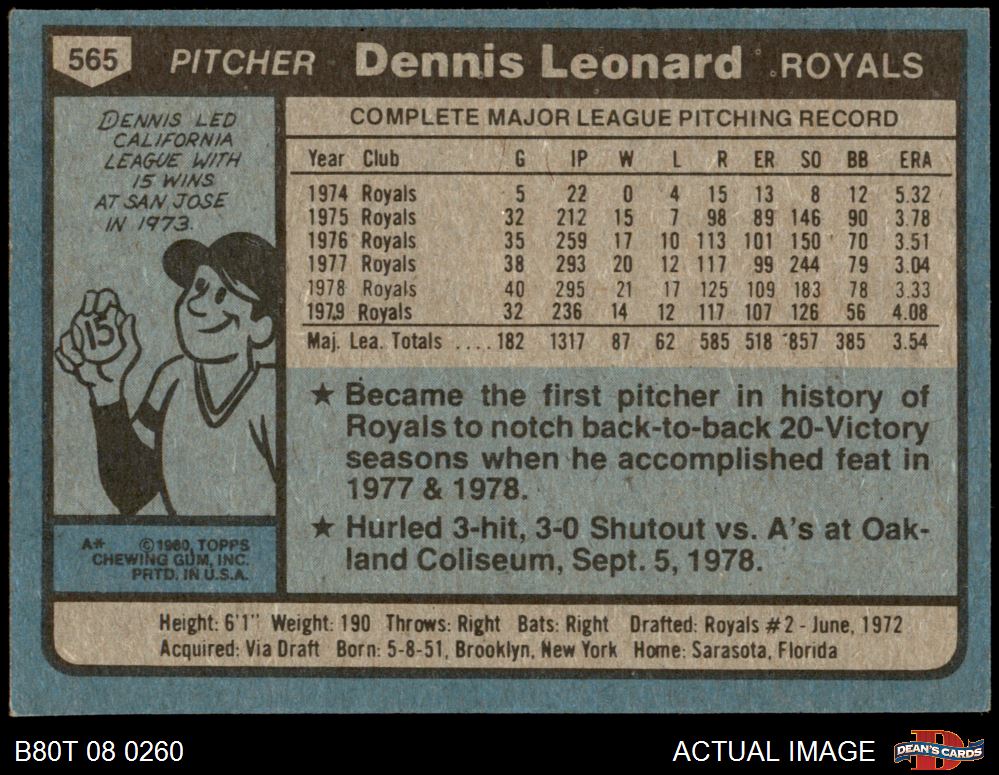 565 PITCHER Dennis Leonard ROYALS
DENNIS LED
CALIFORNIA
LEAGUE WITH
15 WINS
AT SAN JOSE
IN 1973.
15
A* ©1980 TOPPS
CHEWING GUM, INC.
PRTD. IN U.S.A.
COMPLETE MAJOR LEAGUE PITCHING RECORD
Year Club G IP W L R ER SO BB ERA
1974 Royals 5 22 0 4 15 13 8 12 5.32
1975 Royals 32 212 15 7 98 89 146 90 3.78
1976 Royals 35 259 17 10 113 101 150 70 3.51
1977 Royals 38 293 20 12 117 99 244 79 3.04
1978 Royals 40 295 21 17 125 109 183 78 3.33
1979 Royals 32 236 14 12 117 107 126 56 4.08
Maj. Lea. Totals ....182 1317 87 62 585 518 857 385 3.54
★ Became the first pitcher in history of
Royals to notch back-to-back 20-Victory
seasons when he accomplished feat in
1977 & 1978.
★ Hurled 3-hit, 3-0 Shutout vs. A's at Oak-
land Coliseum, Sept. 5, 1978.
Height: 6'1" Weight: 190 Throws: Right Bats: Right Drafted: Royals #2 - June, 1972
Acquired: Via Draft Born: 5-8-51, Brooklyn, New York Home: Sarasota, Florida
B80T 08 0260 ACTUAL IMAGE DEAN'S CARDS